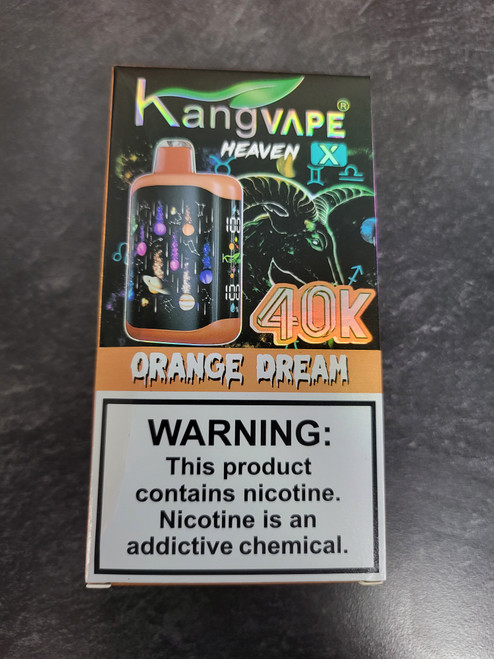 KangVAPE®
HEAVEN X
40K
ORANGE DREAM
WARNING:
This product
contains nicotine.
Nicotine is an
addictive chemical.